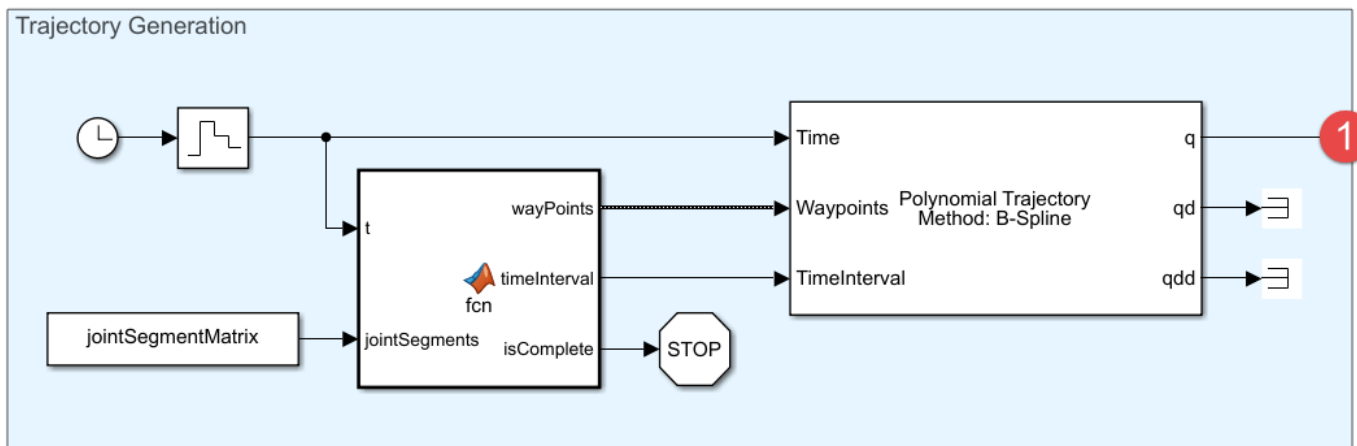 Trajectory Generation
Time
q
1
wayPoints
Waypoints
Polynomial Trajectory
Method: B-Spline
qd
t
timeInterval
TimeInterval
qdd
fcn
jointSegmentMatrix
jointSegments
isComplete
STOP